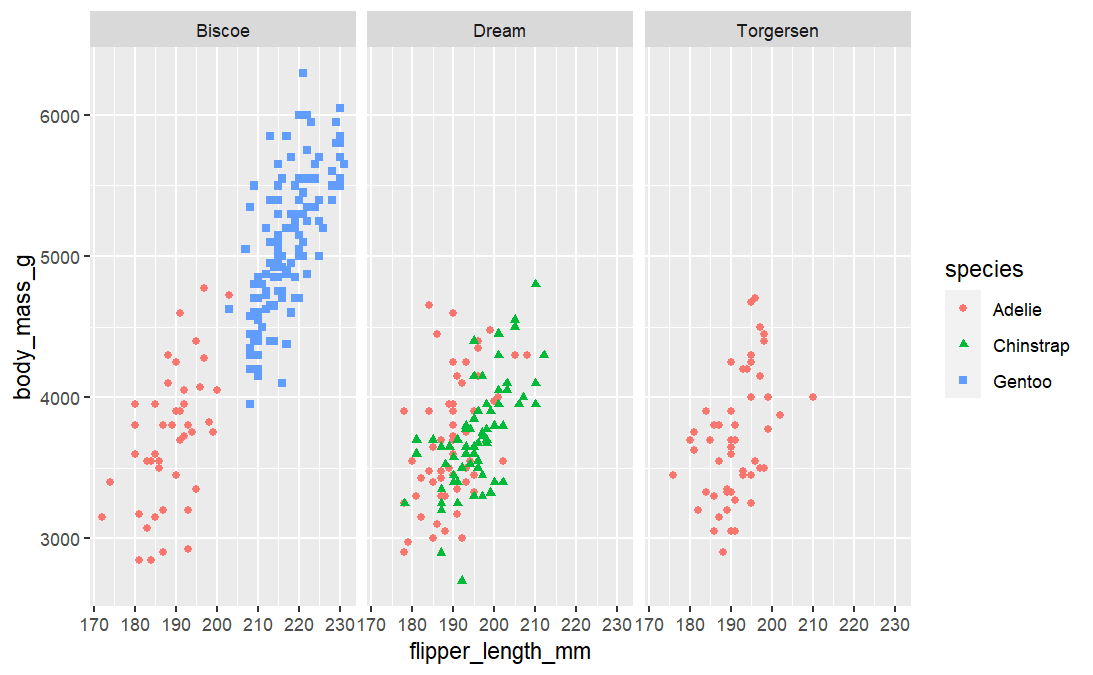 Biscoe
Dream
Torgersen
6000
5000
4000
3000
body_mass_g
170 180 190 200 210 220 230
170 180 190 200 210 220 230
170 180 190 200 210 220 230
flipper_length_mm
species
Adelie
Chinstrap
Gentoo